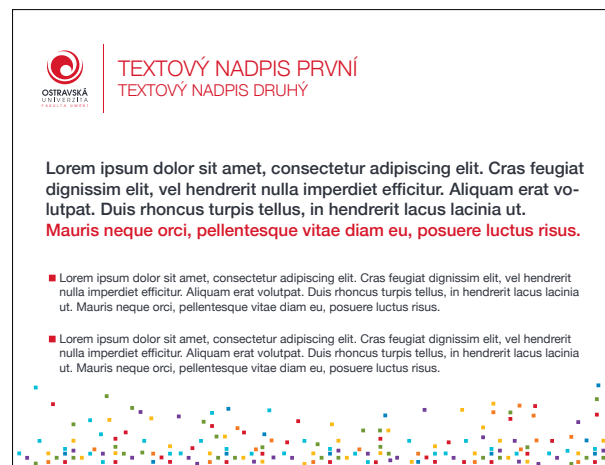 TEXTOVÝ NADPIS PRVNÍ
TEXTOVÝ NADPIS DRUHÝ
OSTRAVSKÁ
UNIVERZITA
FAKULTA UMĚNÍ
Lorem ipsum dolor sit amet, consectetur adipiscing elit. Cras feugiat
dignissim elit, vel hendrerit nulla imperdiet efficitur. Aliquam erat vo-
lutpat. Duis rhoncus turpis tellus, in hendrerit lacus lacinia ut.
Mauris neque orci, pellentesque vitae diam eu, posuere luctus risus.
Lorem ipsum dolor sit amet, consectetur adipiscing elit. Cras feugiat dignissim elit, vel hendrerit
nulla imperdiet efficitur. Aliquam erat volutpat. Duis rhoncus turpis tellus, in hendrerit lacus lacinia
ut. Mauris neque orci, pellentesque vitae diam eu, posuere luctus risus.
Lorem ipsum dolor sit amet, consectetur adipiscing elit. Cras feugiat dignissim elit, vel hendrerit
nulla imperdiet efficitur. Aliquam erat volutpat. Duis rhoncus turpis tellus, in hendrerit lacus lacinia
ut. Mauris neque orci, pellentesque vitae diam eu, posuere luctus risus.